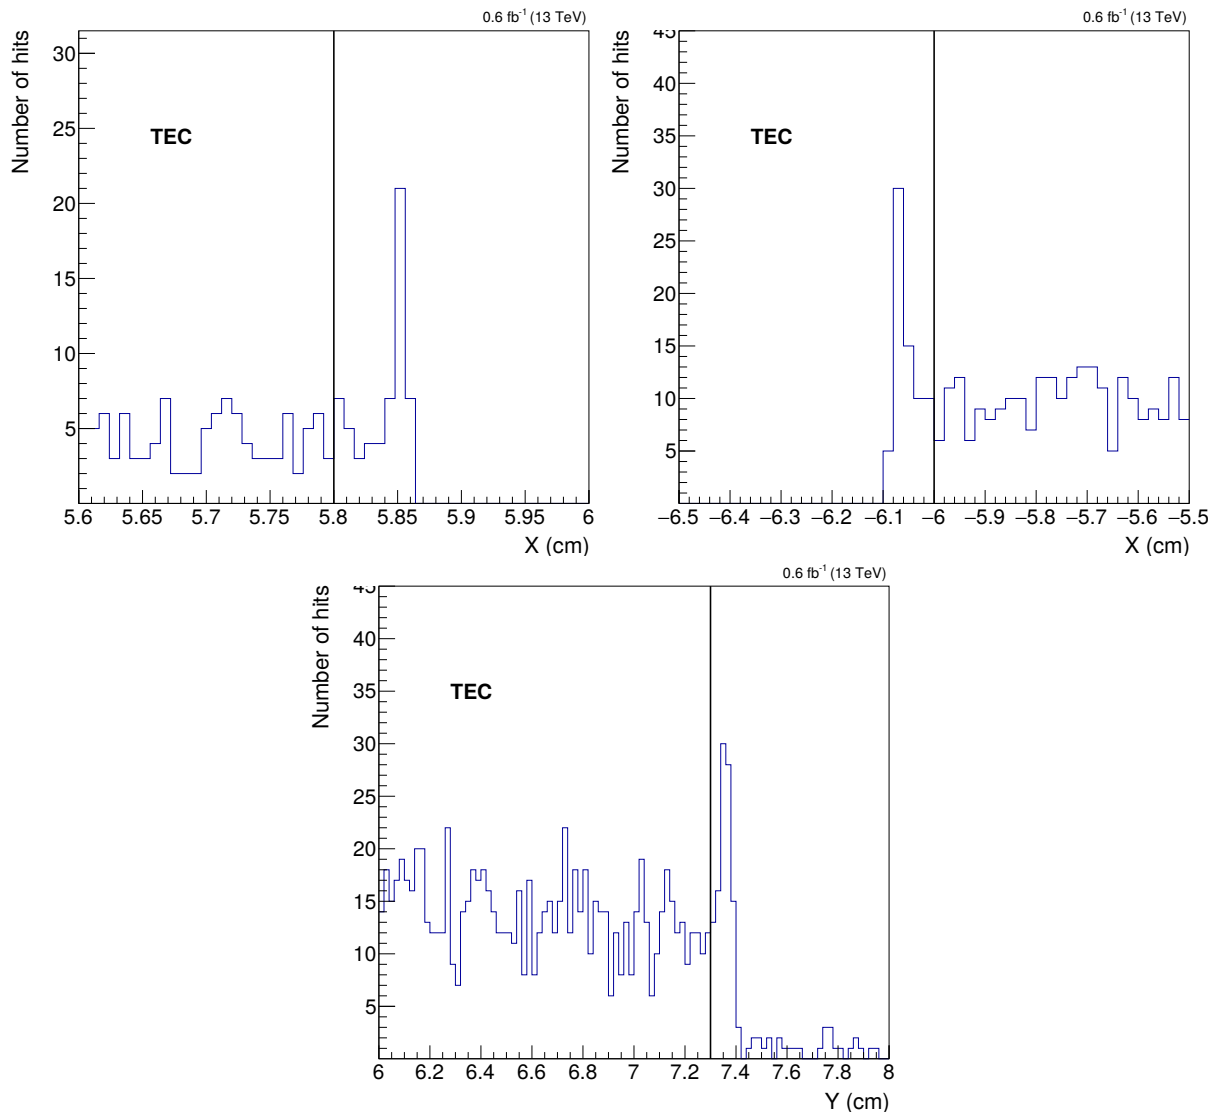 0.6 fb⁻¹ (13 TeV)
Number of hits
30
25
20
15
10
5
TEC
5.6 5.65 5.7 5.75 5.8 5.85 5.9 5.95 6
X (cm)
0.6 fb⁻¹ (13 TeV)
Number of hits
45
40
35
30
25
20
15
10
5
TEC
−6.5 −6.4 −6.3 −6.2 −6.1 −6 −5.9 −5.8 −5.7 −5.6 −5.5
X (cm)
0.6 fb⁻¹ (13 TeV)
Number of hits
45
40
35
30
25
20
15
10
5
TEC
6 6.2 6.4 6.6 6.8 7 7.2 7.4 7.6 7.8 8
Y (cm)